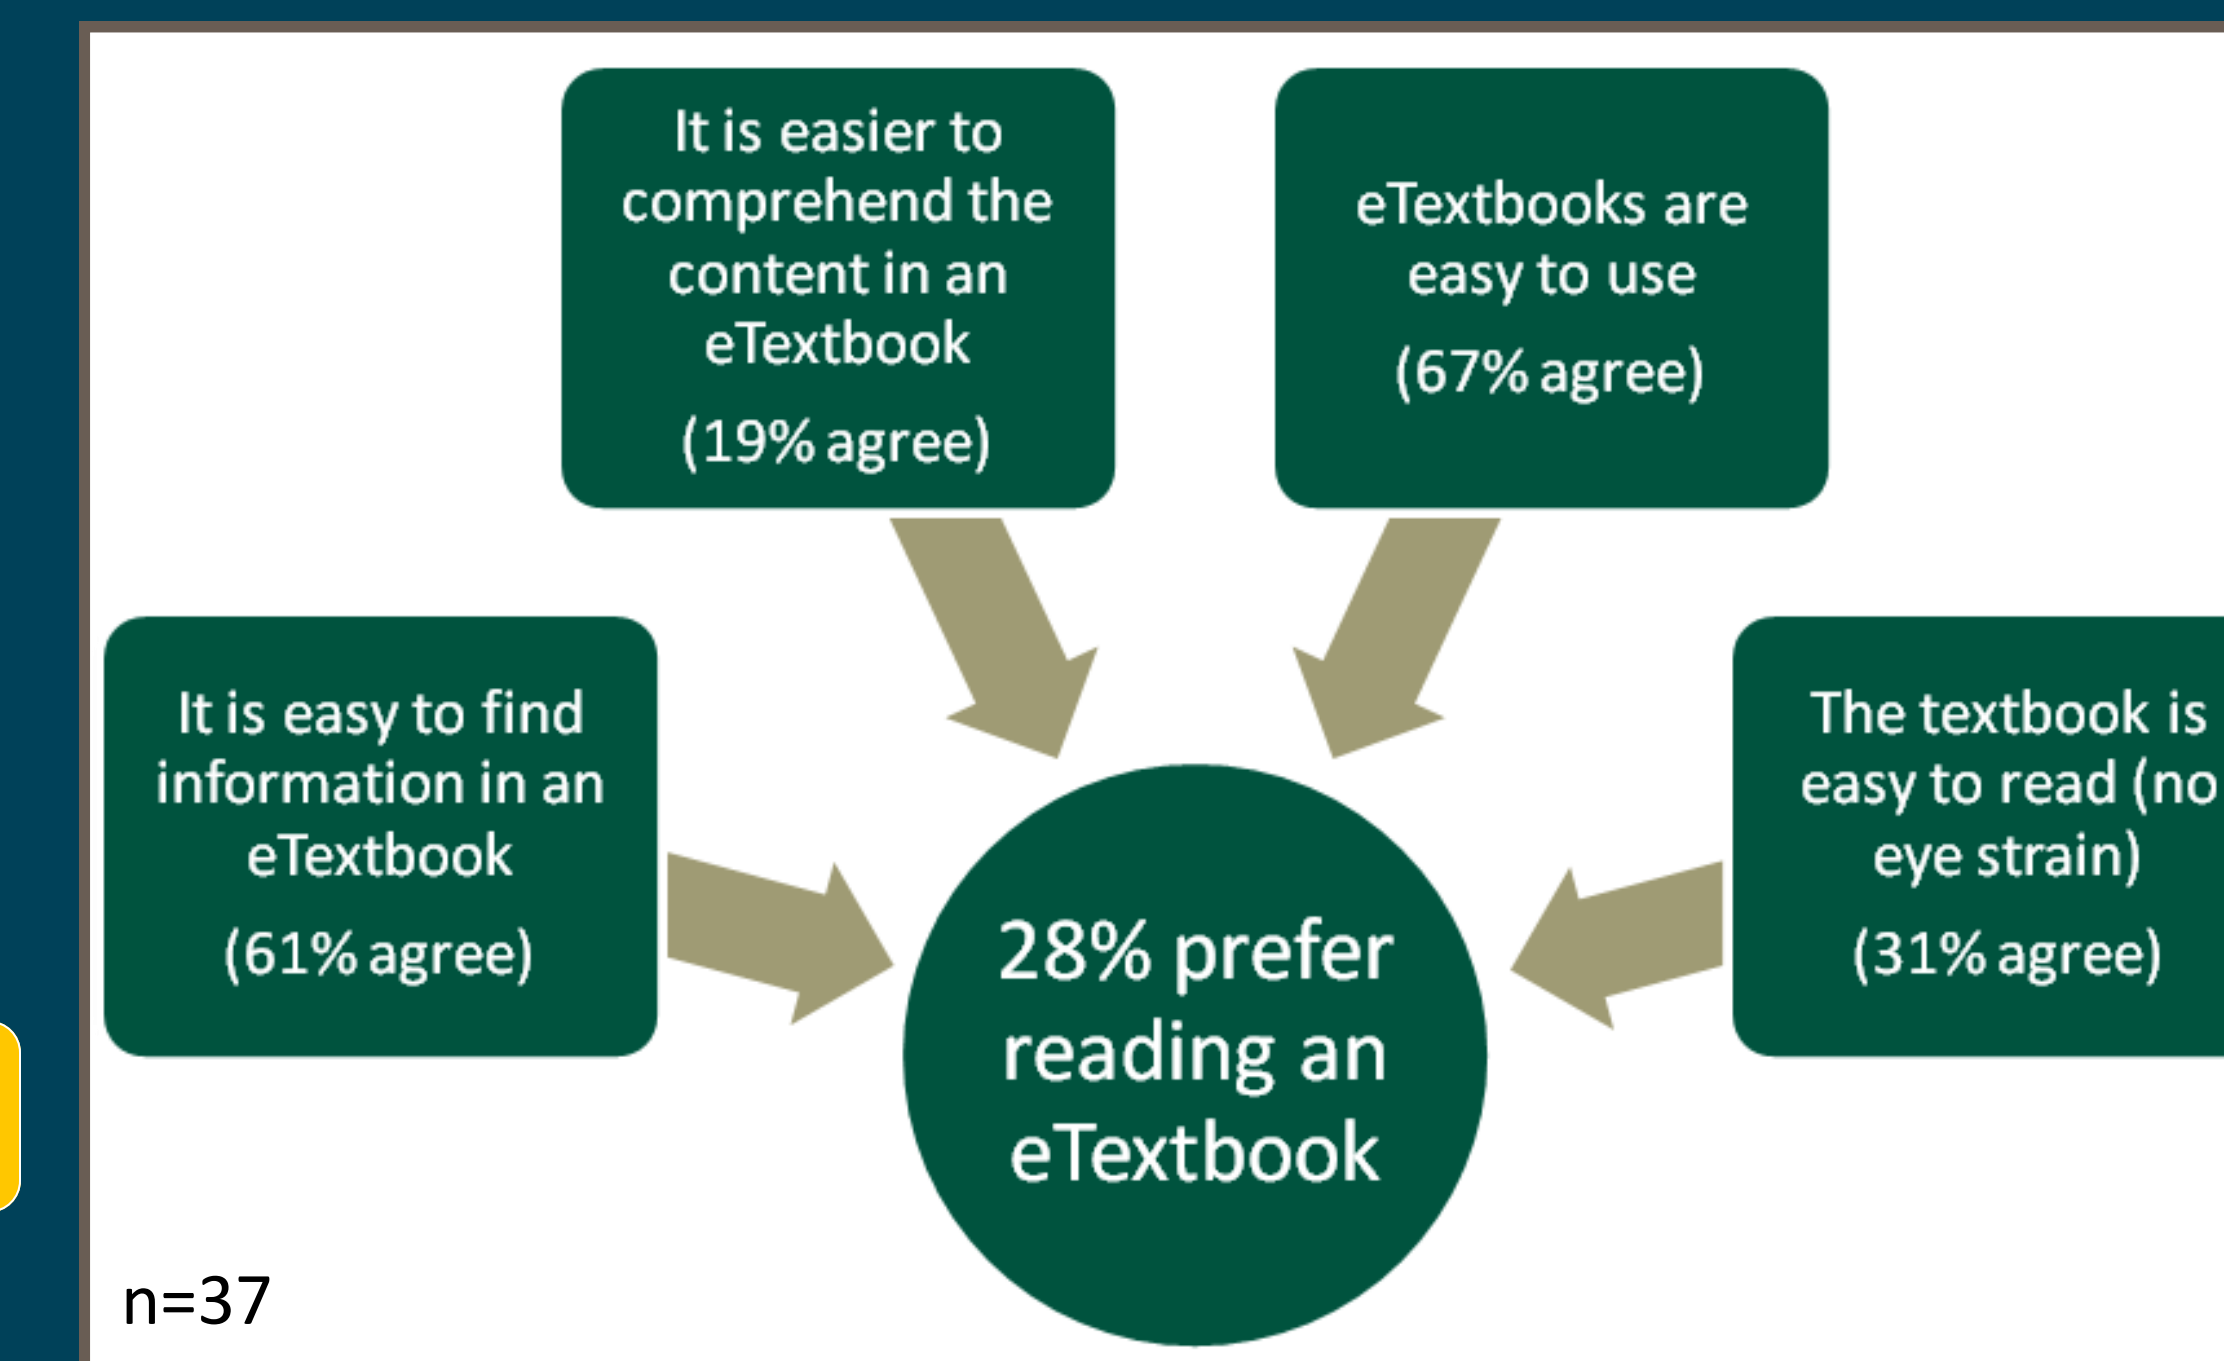 It is easier to
comprehend the
content in an
eTextbook
(19% agree)
eTextbooks are
easy to use
(67% agree)
It is easy to find
information in an
eTextbook
(61% agree)
The textbook is
easy to read (no
eye strain)
(31% agree)
28% prefer
reading an
eTextbook
n=37